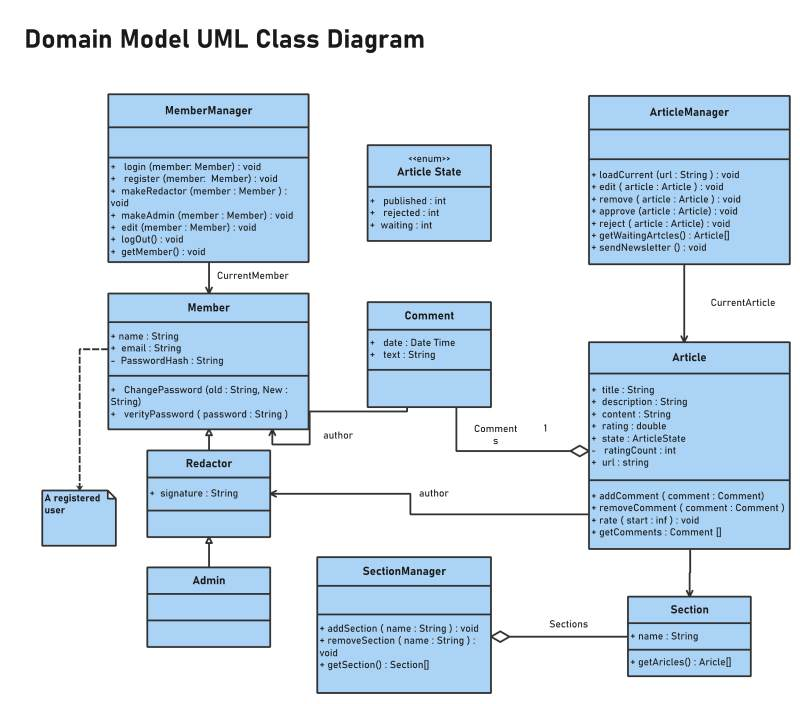 Domain Model UML Class Diagram
MemberManager
+ login (member: Member) : void
+ register (member: Member) : void
+ makeRedactor (member : Member ) :
void
+ makeAdmin (member : Member) : void
+ edit (member : Member) : void
+ logOut() : void
+ getMember() : void
<<enum>>
Article State
+ published : int
+ rejected : int
+ waiting : int
ArticleManager
+ loadCurrent (url : String ) : void
+ edit ( article : Article ) : void
+ remove ( article : Article ) : void
+ approve (article : Article) : void
+ reject ( article : Article) : void
+ getWaitingArtcles() : Article[]
+ sendNewsletter () : void
CurrentMember
CurrentArticle
Member
+ name : String
+ email : String
- PasswordHash : String
+ ChangePassword (old : String, New :
String)
+ verityPassword ( password : String )
Comment
+ date : Date Time
+ text : String
Article
+ title : String
+ description : String
+ content : String
+ rating : double
+ state : ArticleState
- ratingCount : int
+ url : string
+ addComment ( comment : Comment)
+ removeComment ( comment : Comment )
+ rate ( start : inf ) : void
+ getComments : Comment []
author
Comment
s
1
Redactor
+ signature : String
author
A registered
user
Admin
SectionManager
+ addSection ( name : String ) : void
+ removeSection ( name : String ) :
void
+ getSection() : Section[]
Sections
Section
+ name : String
+ getAricles() : Aricle[]